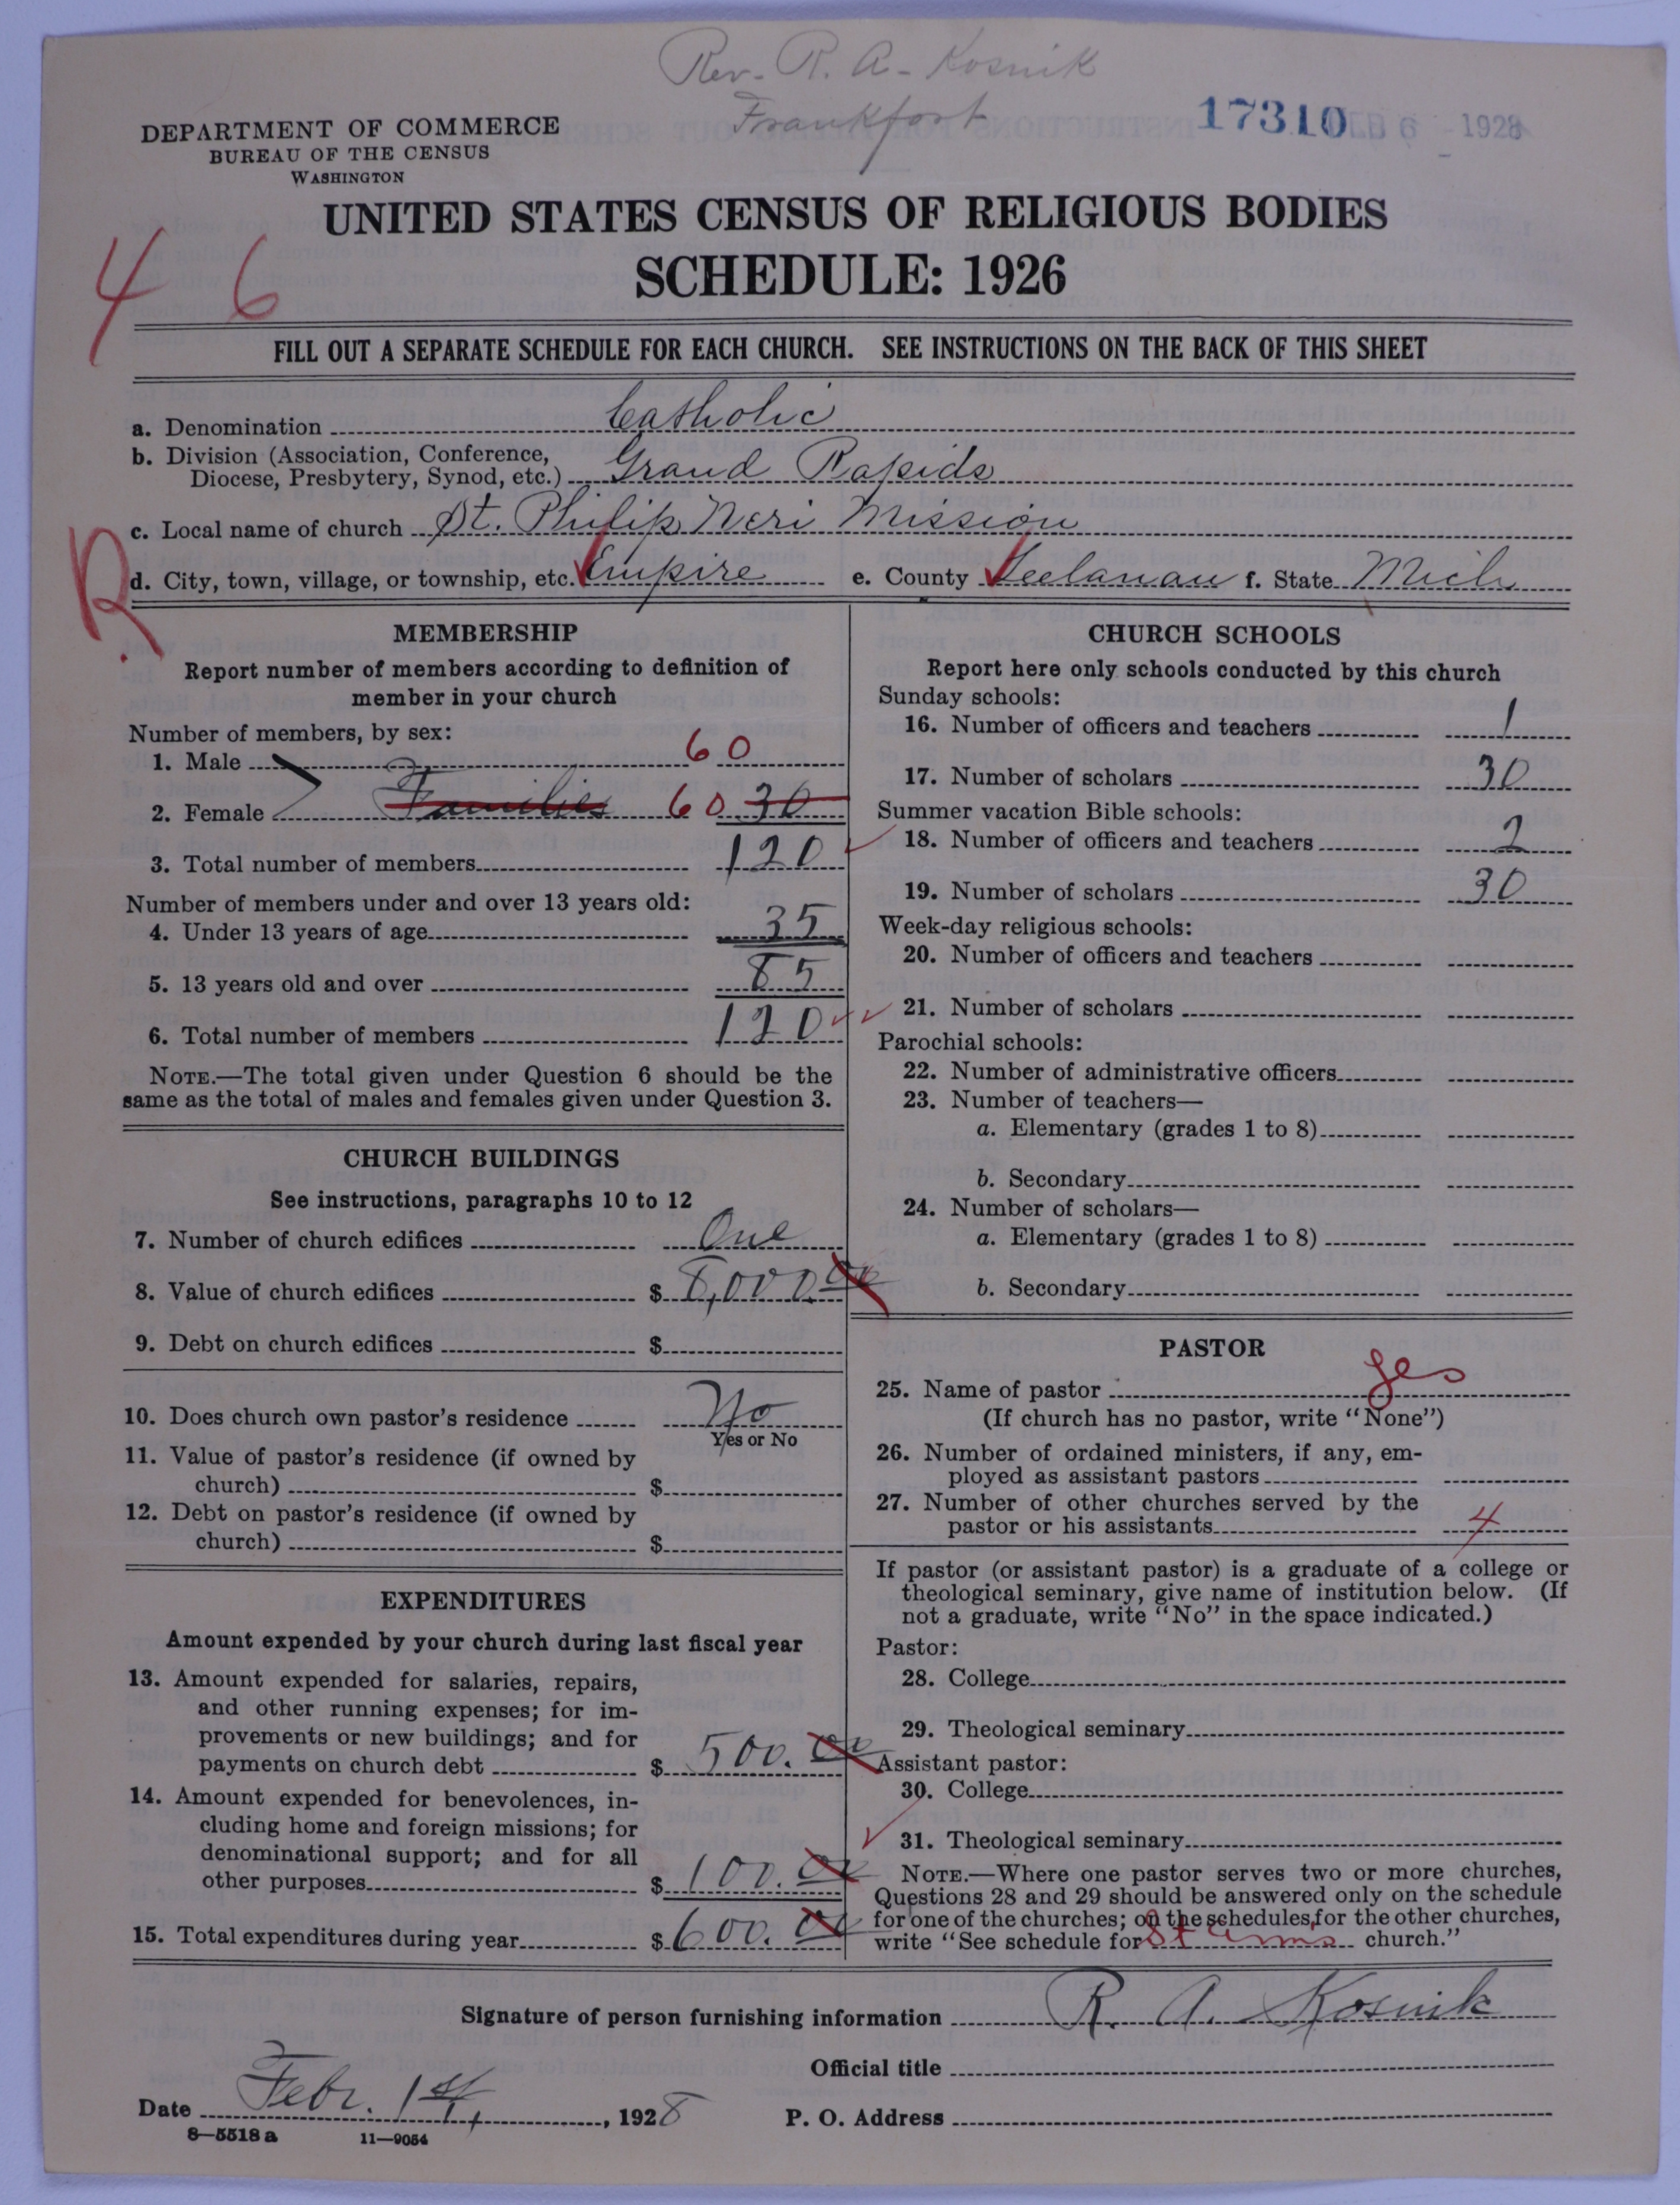 Rev. R. A. Kosnik
Frankfort
17310 FEB 6 - 1928
DEPARTMENT OF COMMERCE
BUREAU OF THE CENSUS
WASHINGTON
UNITED STATES CENSUS OF RELIGIOUS BODIES
SCHEDULE: 1926
4 6
FILL OUT A SEPARATE SCHEDULE FOR EACH CHURCH. SEE INSTRUCTIONS ON THE BACK OF THIS SHEET
a. Denomination Catholic
b. Division (Association, Conference,
Diocese, Presbytery, Synod, etc.) Grand Rapids
c. Local name of church St. Philip Neri Mission
R
d. City, town, village, or township, etc. Empire e. County Leelanau f. State Mich
MEMBERSHIP
Report number of members according to definition of
member in your church
Number of members, by sex:
1. Male 60
2. Female Families 60 30
3. Total number of members 120
Number of members under and over 13 years old:
4. Under 13 years of age 35
5. 13 years old and over 85
6. Total number of members 120
NOTE.—The total given under Question 6 should be the
same as the total of males and females given under Question 3.
CHURCH BUILDINGS
See instructions, paragraphs 10 to 12
7. Number of church edifices One
8. Value of church edifices $ 8,000.00
9. Debt on church edifices $
10. Does church own pastor's residence No
Yes or No
11. Value of pastor's residence (if owned by
church) $
12. Debt on pastor's residence (if owned by
church) $
EXPENDITURES
Amount expended by your church during last fiscal year
13. Amount expended for salaries, repairs,
and other running expenses; for im-
provements or new buildings; and for
payments on church debt $ 500.00
14. Amount expended for benevolences, in-
cluding home and foreign missions; for
denominational support; and for all
other purposes $ 100.00
15. Total expenditures during year $ 600.00
CHURCH SCHOOLS
Report here only schools conducted by this church
Sunday schools:
16. Number of officers and teachers 1
17. Number of scholars 30
Summer vacation Bible schools:
18. Number of officers and teachers 2
19. Number of scholars 30
Week-day religious schools:
20. Number of officers and teachers
21. Number of scholars
Parochial schools:
22. Number of administrative officers
23. Number of teachers—
a. Elementary (grades 1 to 8)
b. Secondary
24. Number of scholars—
a. Elementary (grades 1 to 8)
b. Secondary
PASTOR
25. Name of pastor yes
(If church has no pastor, write "None")
26. Number of ordained ministers, if any, em-
ployed as assistant pastors
27. Number of other churches served by the
pastor or his assistants 4
If pastor (or assistant pastor) is a graduate of a college or
theological seminary, give name of institution below. (If
not a graduate, write "No" in the space indicated.)
Pastor:
28. College
29. Theological seminary
Assistant pastor:
30. College
31. Theological seminary
NOTE.—Where one pastor serves two or more churches,
Questions 28 and 29 should be answered only on the schedule
for one of the churches; on the schedules for the other churches,
write "See schedule for St Anns church."
Signature of person furnishing information R. A. Kosnik
Official title
Date Febr. 1st, 1928 P. O. Address
8—5518 a 11—9054